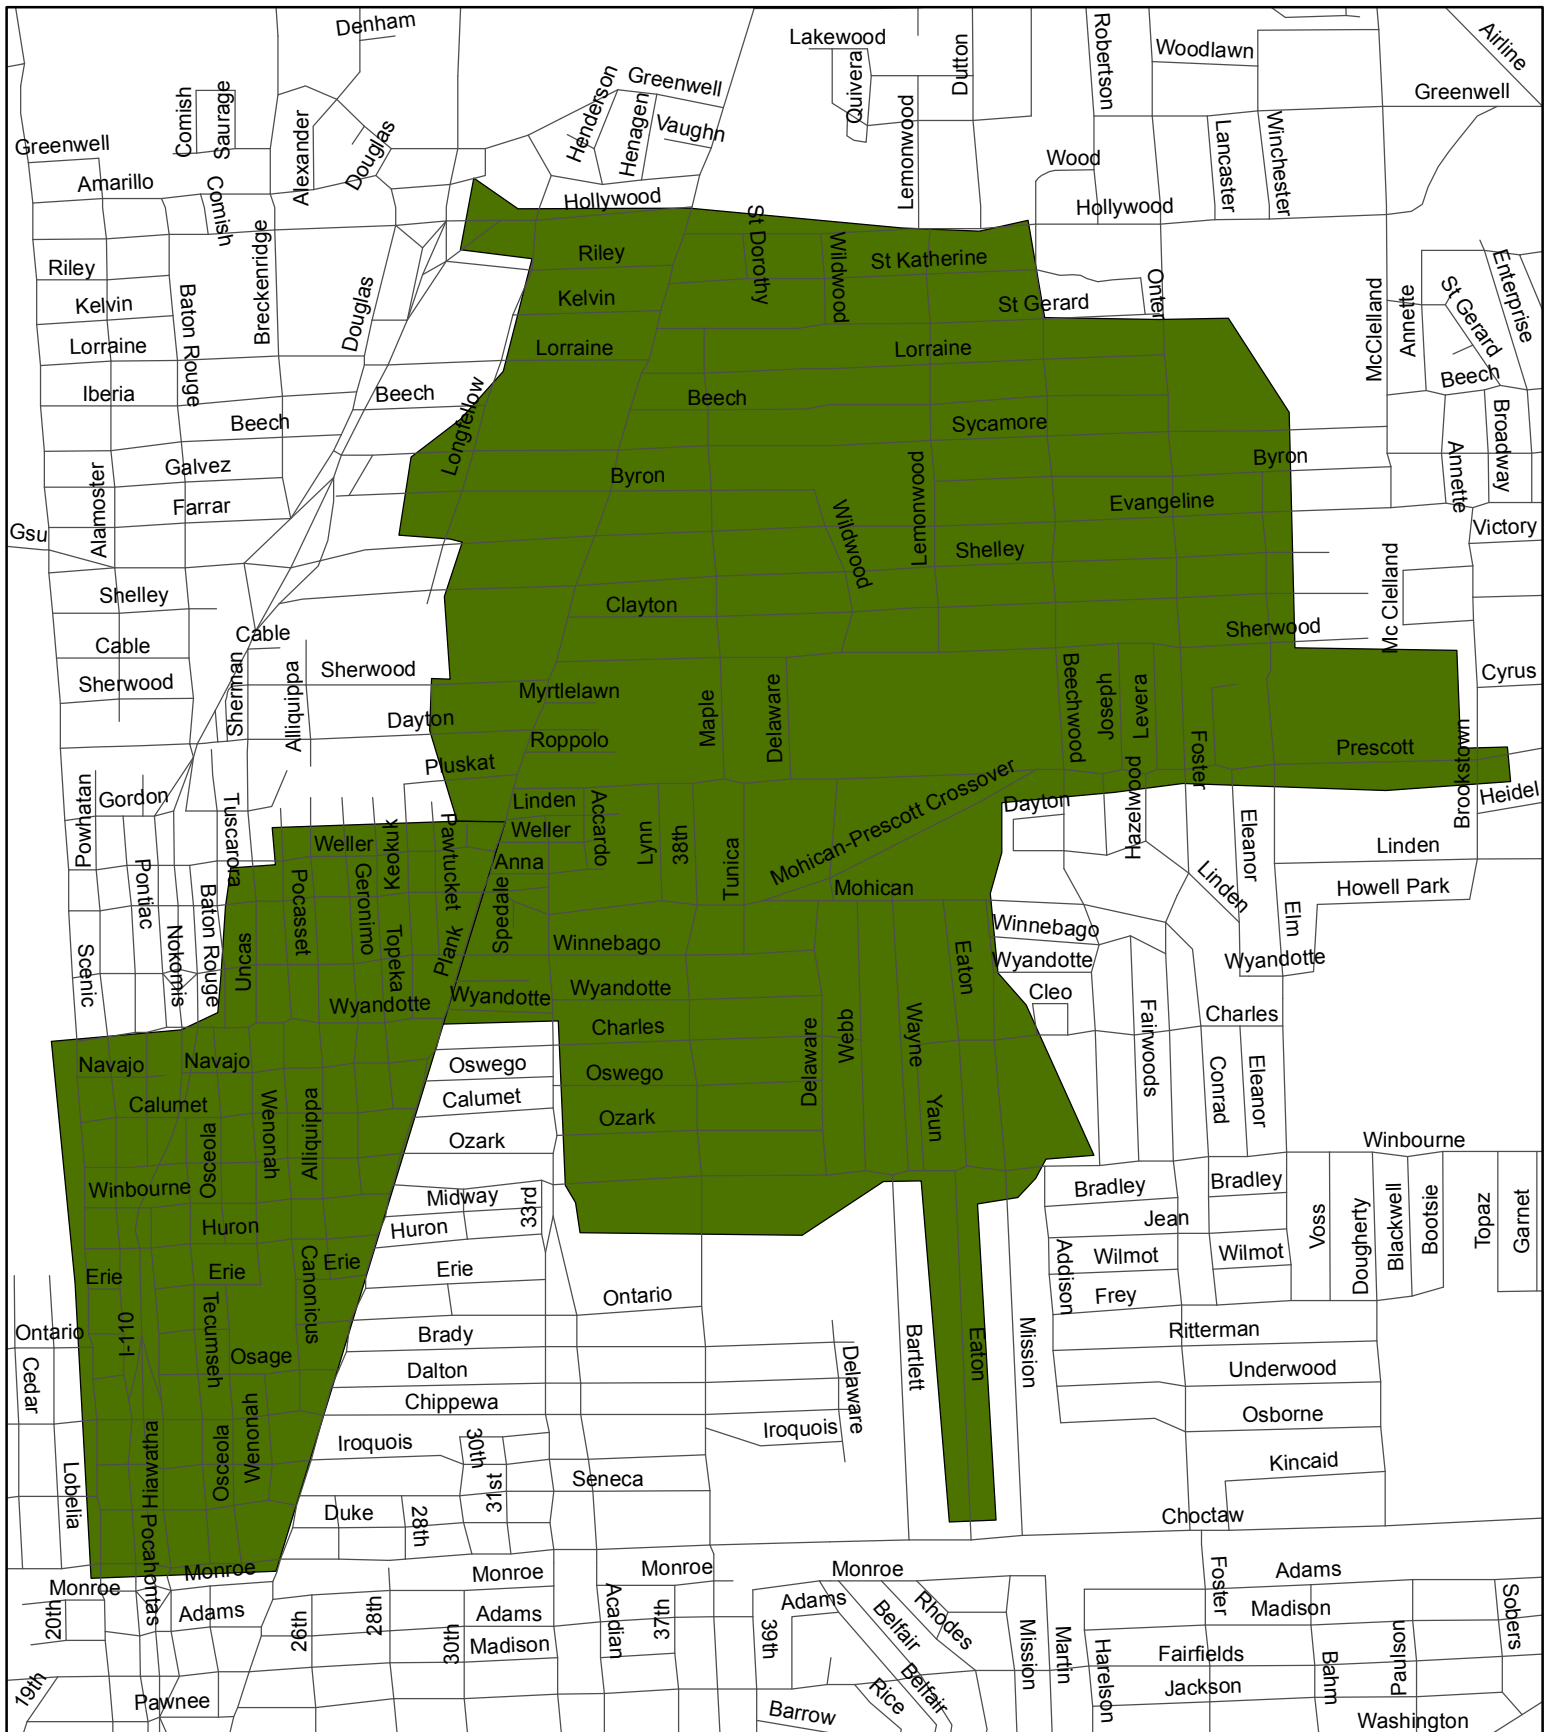 Denham
Lakewood
Quivera
Dutton
Robertson
Woodlawn
Airline
Comish
Saurage
Henderson
Greenwell
Henagen
Vaughn
Lemonwood
Greenwell
Greenwell
Alexander
Douglas
Lancaster
Winchester
Wood
Amarillo
Comish
Hollywood
Hollywood
Breckenridge
St Dorothy
Wildwood
Riley
Riley
St Katherine
Onter
Enterprise
Kelvin
Baton Rouge
Douglas
Kelvin
St Gerard
McClelland
Annette
St Gerard
Lorraine
Lorraine
Lorraine
Iberia
Beech
Beech
Beech
Beech
Longfellow
Sycamore
Broadway
Annette
Galvez
Byron
Byron
Alamoster
Farrar
Lemonwood
Evangeline
Wildwood
Gsu
Victory
Shelley
Mc Clelland
Shelley
Clayton
Cable
Cable
Sherwood
Sherwood
Sherwood
Sherman
Alliquippa
Cyrus
Myrtlelawn
Maple
Delaware
Beechwood
Joseph
Levera
Dayton
Roppolo
Foster
Prescott
Brookstown
Pluskat
Powhatan
Gordon
Tuscarora
Linden
Accardo
Mohican-Prescott Crossover
Dayton
Hazelwood
Heidel
Keokuk
Pawtucket
Weller
Weller
Lynn
38th
Eleanor
Linden
Pontiac
Anna
Tunica
Pocasset
Geronimo
Mohican
Linden
Howell Park
Baton Rouge
Spedale
Elm
Scenic
Nokomis
Uncas
Topeka
Plank
Winnebago
Eaton
Winnebago
Wyandotte
Wyandotte
Wyandotte
Wyandotte
Wyandotte
Cleo
Charles
Webb
Wayne
Fairwoods
Charles
Navajo
Navajo
Oswego
Oswego
Delaware
Conrad
Eleanor
Calumet
Wenonah
Alliquippa
Calumet
Ozark
Yaun
Osceola
Ozark
Winbourne
Winbourne
Midway
33rd
Bradley
Bradley
Huron
Huron
Jean
Voss
Dougherty
Blackwell
Bootsie
Topaz
Garnet
Erie
Erie
Canonicus
Erie
Erie
Addison
Wilmot
Wilmot
Frey
I-110
Tecumseh
Ontario
Ontario
Brady
Delaware
Bartlett
Eaton
Mission
Ritterman
Cedar
Osage
Dalton
Underwood
Wenonah
Chippewa
Osborne
Hiawatha
Osceola
Iroquois
30th
Iroquois
Kincaid
Lobelia
31st
Seneca
Duke
28th
Choctaw
Pocahontas
Monroe
Monroe
Monroe
Monroe
Monroe
Foster
Adams
20th
Adams
26th
28th
30th
Adams
Madison
Acadian
37th
39th
Adams
Belfair
Rhodes
Madison
Sobers
Mission
Martin
Harelson
Fairfields
Bahm
Paulson
19th
Pawnee
Rice
Belfair
Jackson
Barrow
Washington